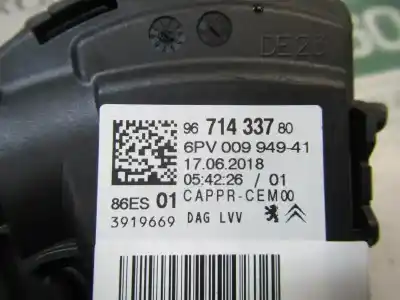 DE23
96 714 337 80
6PV 009 949-41
17.06.2018
05:42:26 / 01
86ES 01 CAPPR-CEM00
3919669 DAG LVV